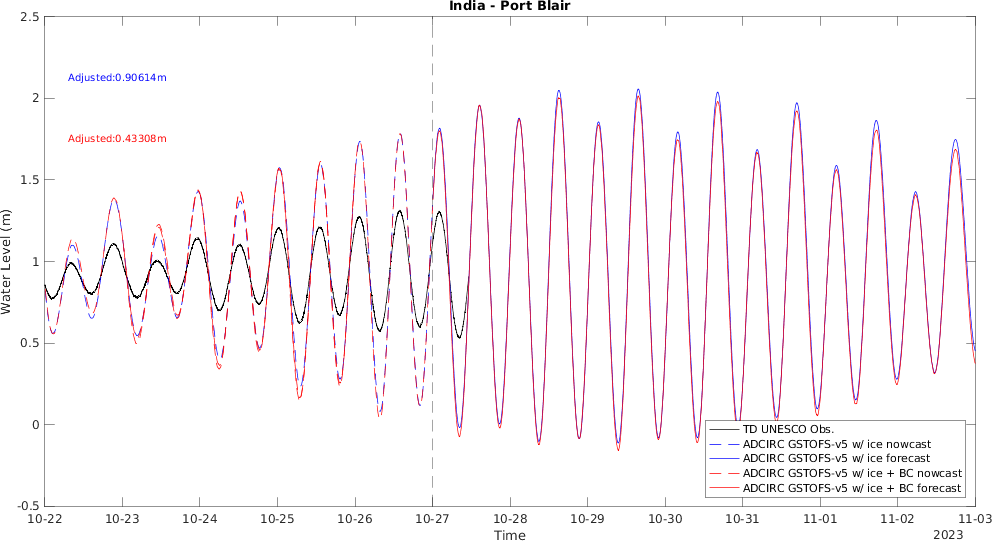 India - Port Blair
2.5
2
1.5
1
0.5
0
-0.5
Water Level (m)
Adjusted:0.90614m
Adjusted:0.43308m
TD UNESCO Obs.
ADCIRC GSTOFS-v5 w/ ice nowcast
ADCIRC GSTOFS-v5 w/ ice forecast
ADCIRC GSTOFS-v5 w/ ice + BC nowcast
ADCIRC GSTOFS-v5 w/ ice + BC forecast
10-22 10-23 10-24 10-25 10-26 10-27 10-28 10-29 10-30 10-31 11-01 11-02 11-03
Time
2023